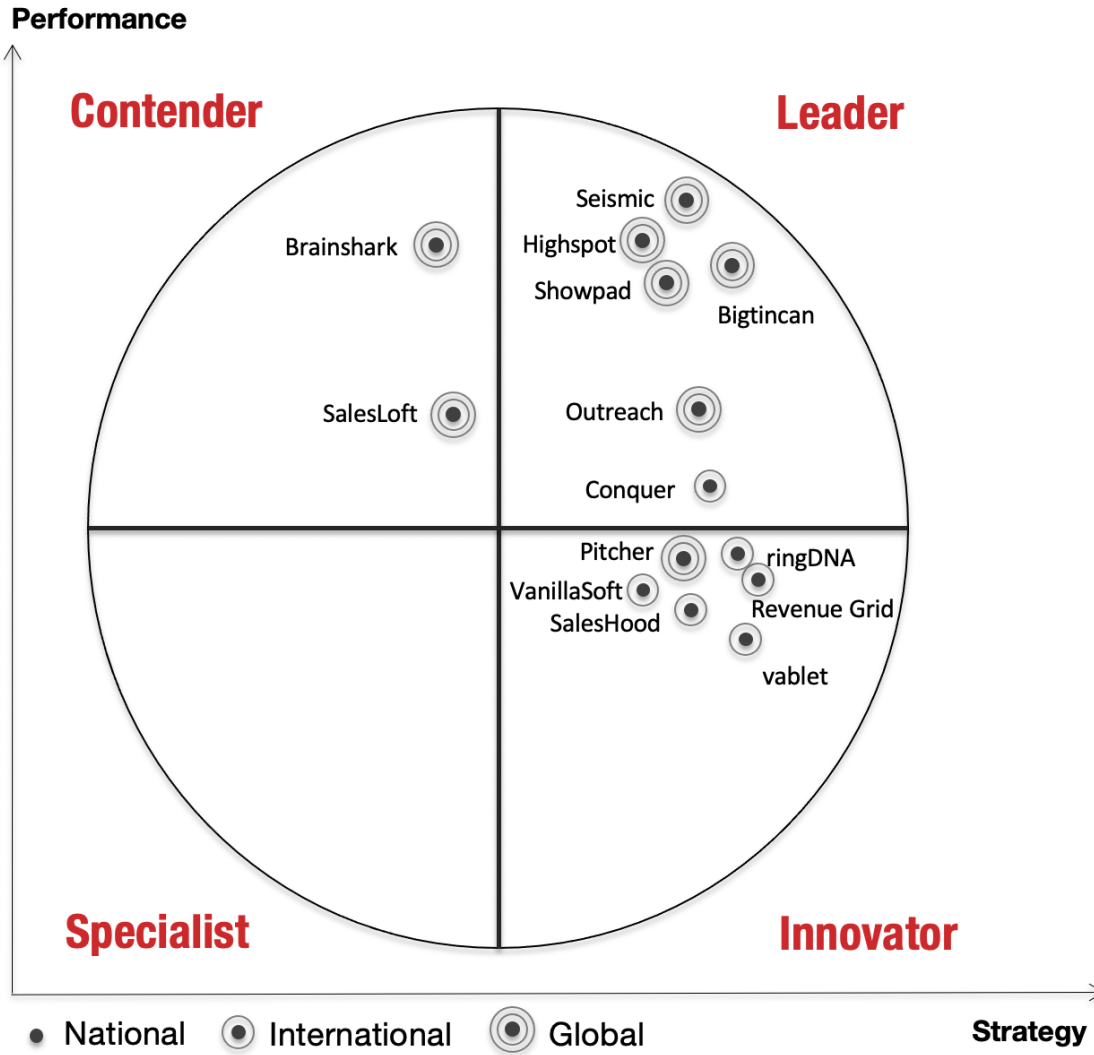 Performance
Contender
Leader
Seismic
Brainshark
Highspot
Showpad
Bigtincan
SalesLoft
Outreach
Conquer
Pitcher
ringDNA
VanillaSoft
Revenue Grid
SalesHood
vablet
Specialist
Innovator
National
International
Global
Strategy